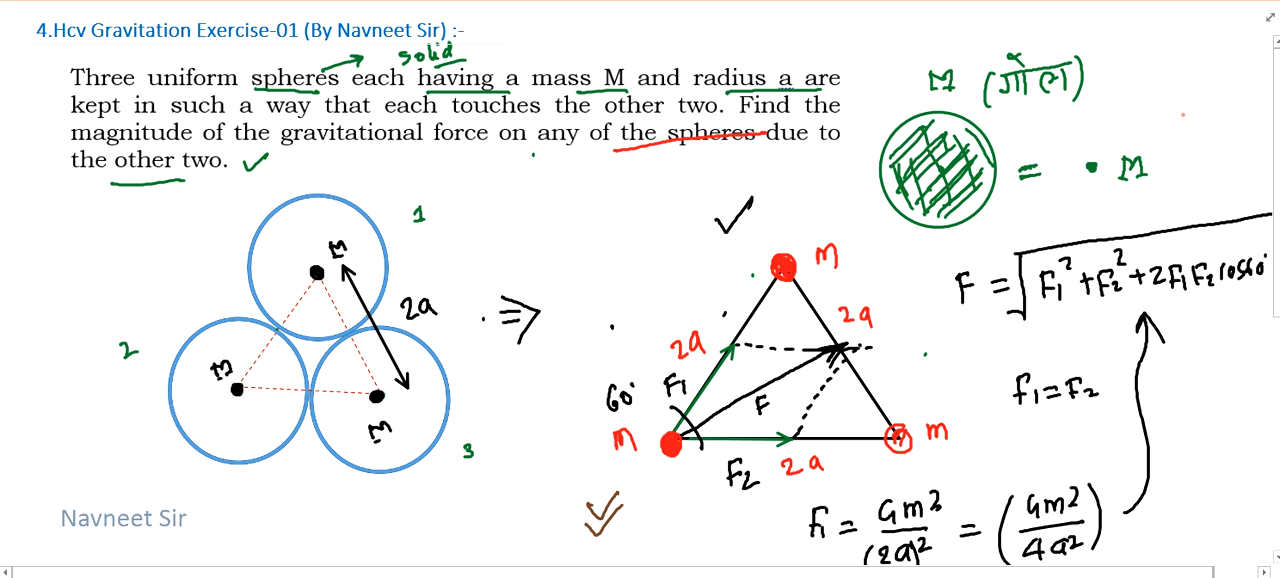 4.Hcv Gravitation Exercise-01 (By Navneet Sir) :-
solid
Three uniform spheres each having a mass M and radius a are
kept in such a way that each touches the other two. Find the
magnitude of the gravitational force on any of the spheres due to
the other two.
M (गोला)
= • M
1
M
2a
2
M
M
3
⇒
m
2a
2a
60°
F₁
F
m
m
F₂
2a
F = √F₁² + F₂² + 2F₁F₂ cos60°
f₁ = F₂
F₁ = Gm²/(2a)² = (Gm²/4a²)
Navneet Sir